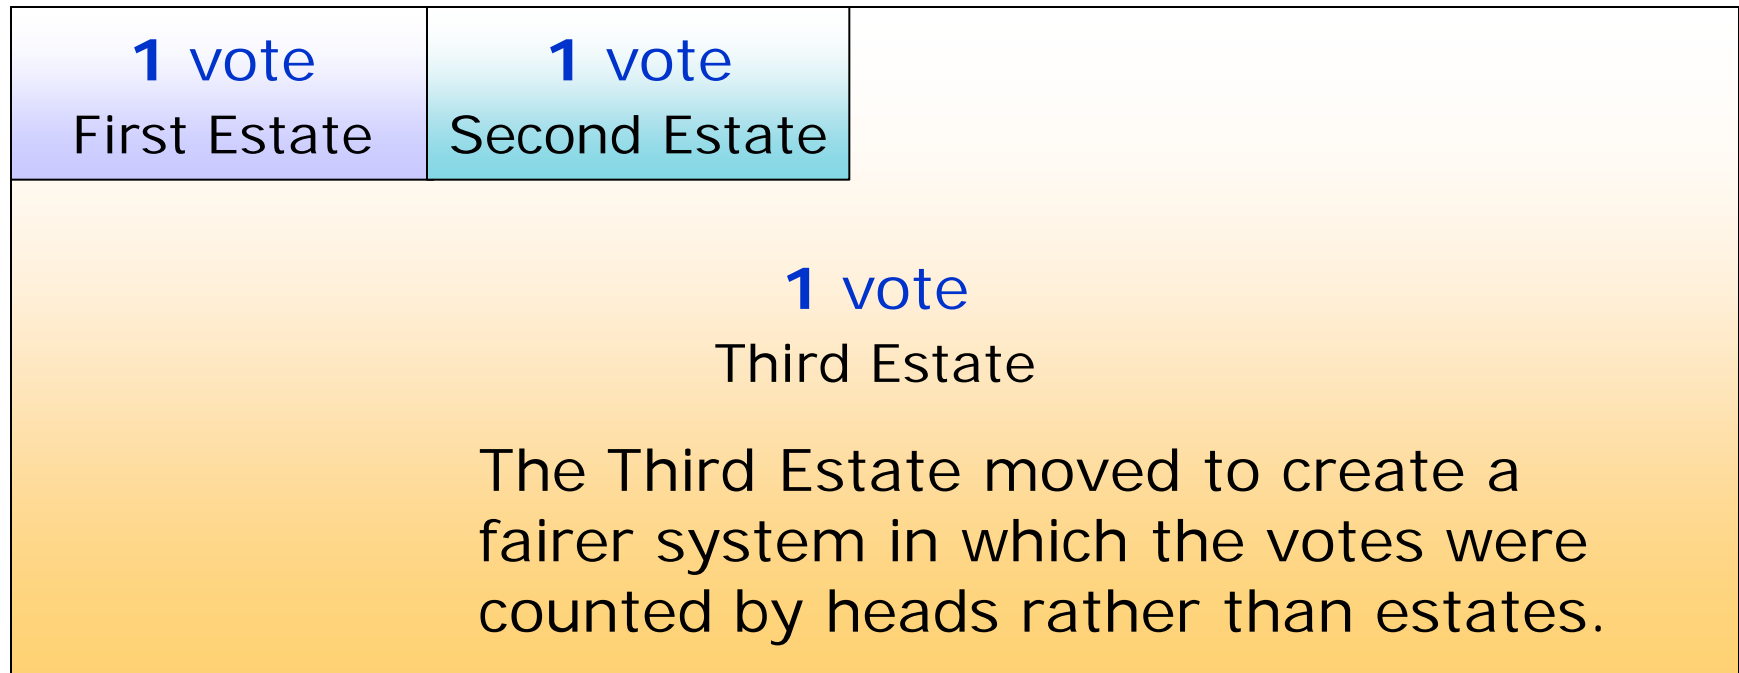 1 vote
First Estate
1 vote
Second Estate
1 vote
Third Estate
The Third Estate moved to create a
fairer system in which the votes were
counted by heads rather than estates.